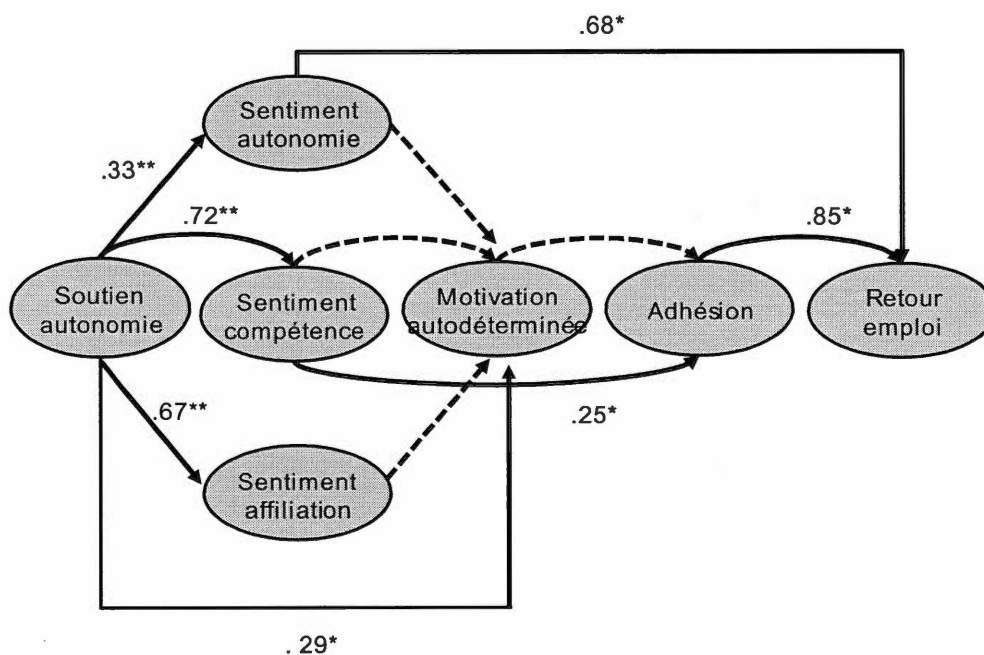 .68*
Sentiment
autonomie
.33**
.72**
.85*
Soutien
autonomie
Sentiment
compétence
Motivation
autodéterminée
Adhésion
Retour
emploi
.67**
.25*
Sentiment
affiliation
. 29*